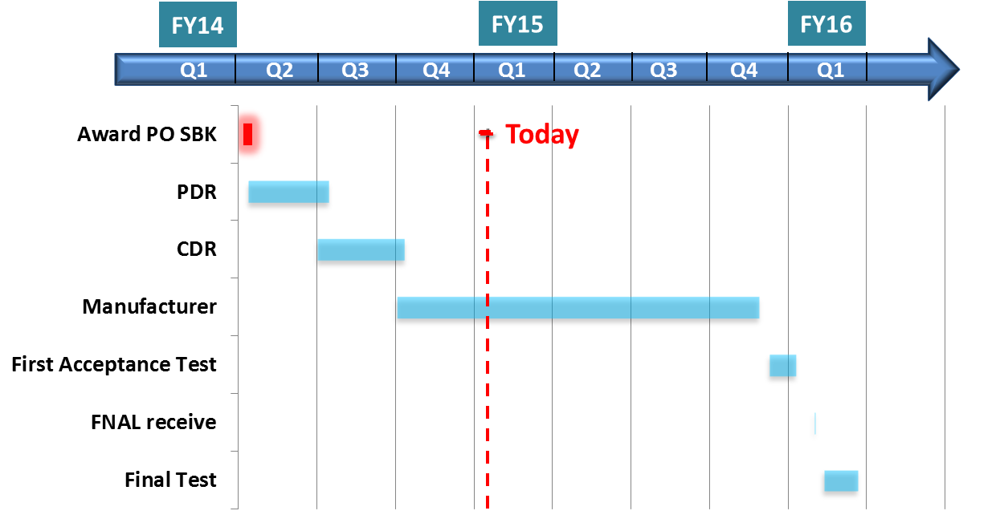 FY14 FY15 FY16
Q1 Q2 Q3 Q4 Q1 Q2 Q3 Q4 Q1
Award PO SBK
Today
PDR
CDR
Manufacturer
First Acceptance Test
FNAL receive
Final Test